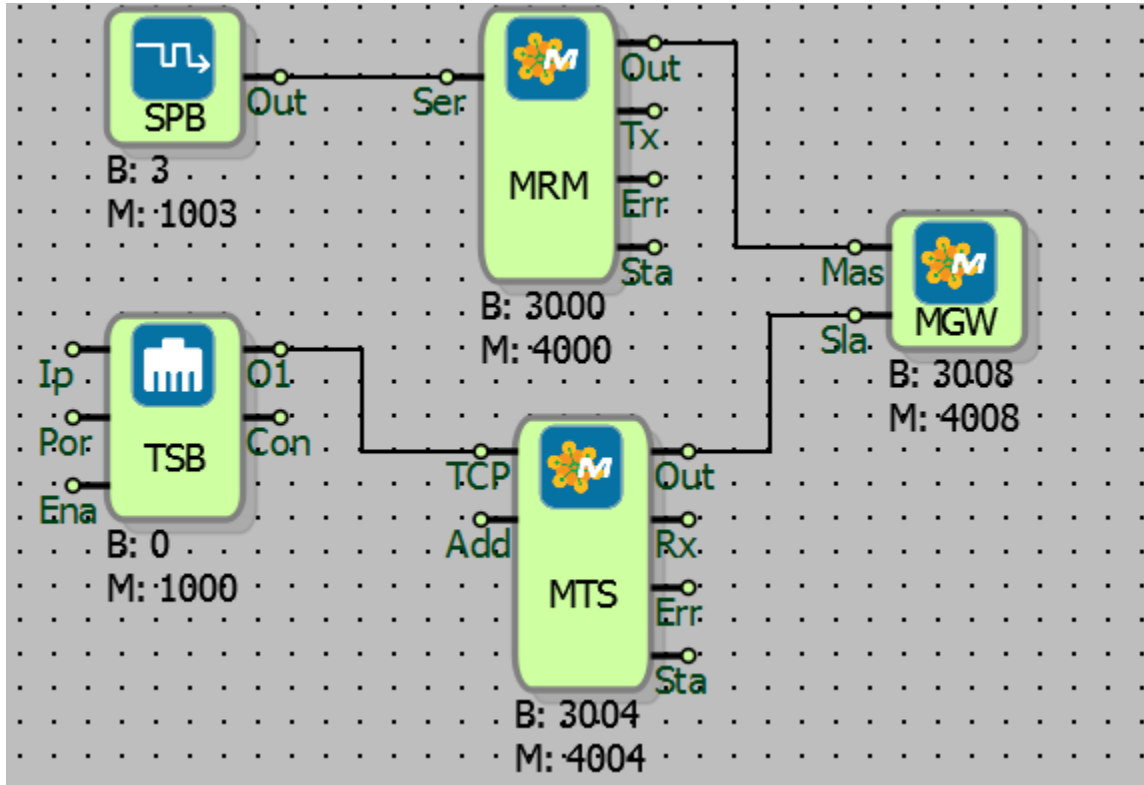 SPB
Out
B: 3
M: 1003
Ser
MRM
Out
Tx
Err
Sta
B: 3000
M: 4000
Mas
Sla
MGW
B: 3008
M: 4008
Ip
Por
Ena
TSB
O1
Con
B: 0
M: 1000
TCP
Add
MTS
Out
Rx
Err
Sta
B: 3004
M: 4004